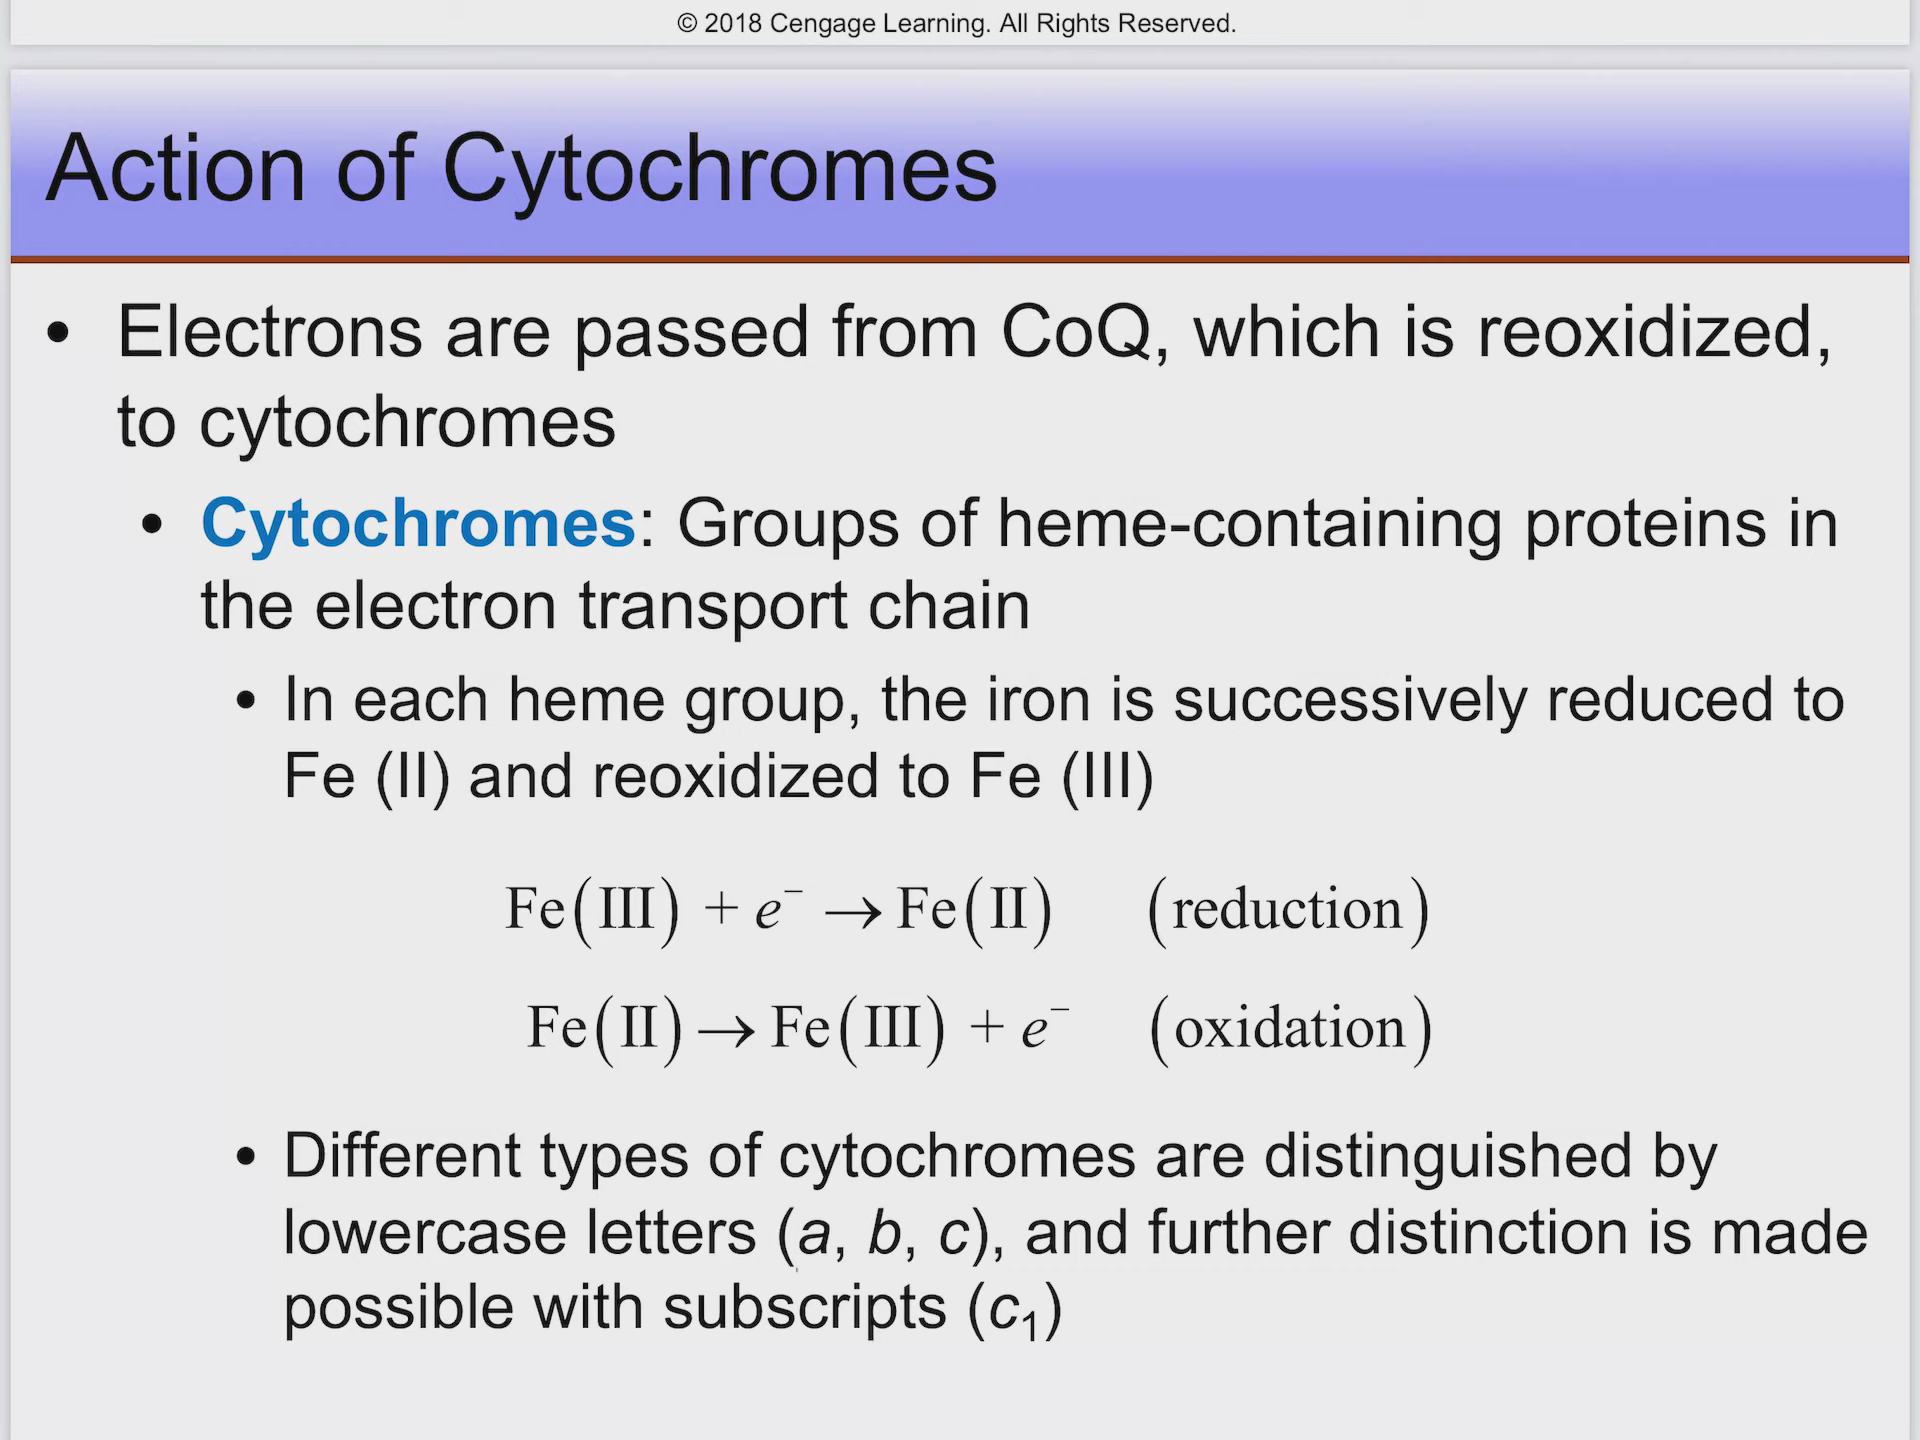 © 2018 Cengage Learning. All Rights Reserved.
Action of Cytochromes
• Electrons are passed from CoQ, which is reoxidized,
to cytochromes
• Cytochromes: Groups of heme-containing proteins in
the electron transport chain
• In each heme group, the iron is successively reduced to
Fe (II) and reoxidized to Fe (III)
Fe(III) + e⁻ → Fe(II) (reduction)
Fe(II) → Fe(III) + e⁻ (oxidation)
• Different types of cytochromes are distinguished by
lowercase letters (a, b, c), and further distinction is made
possible with subscripts (c₁)